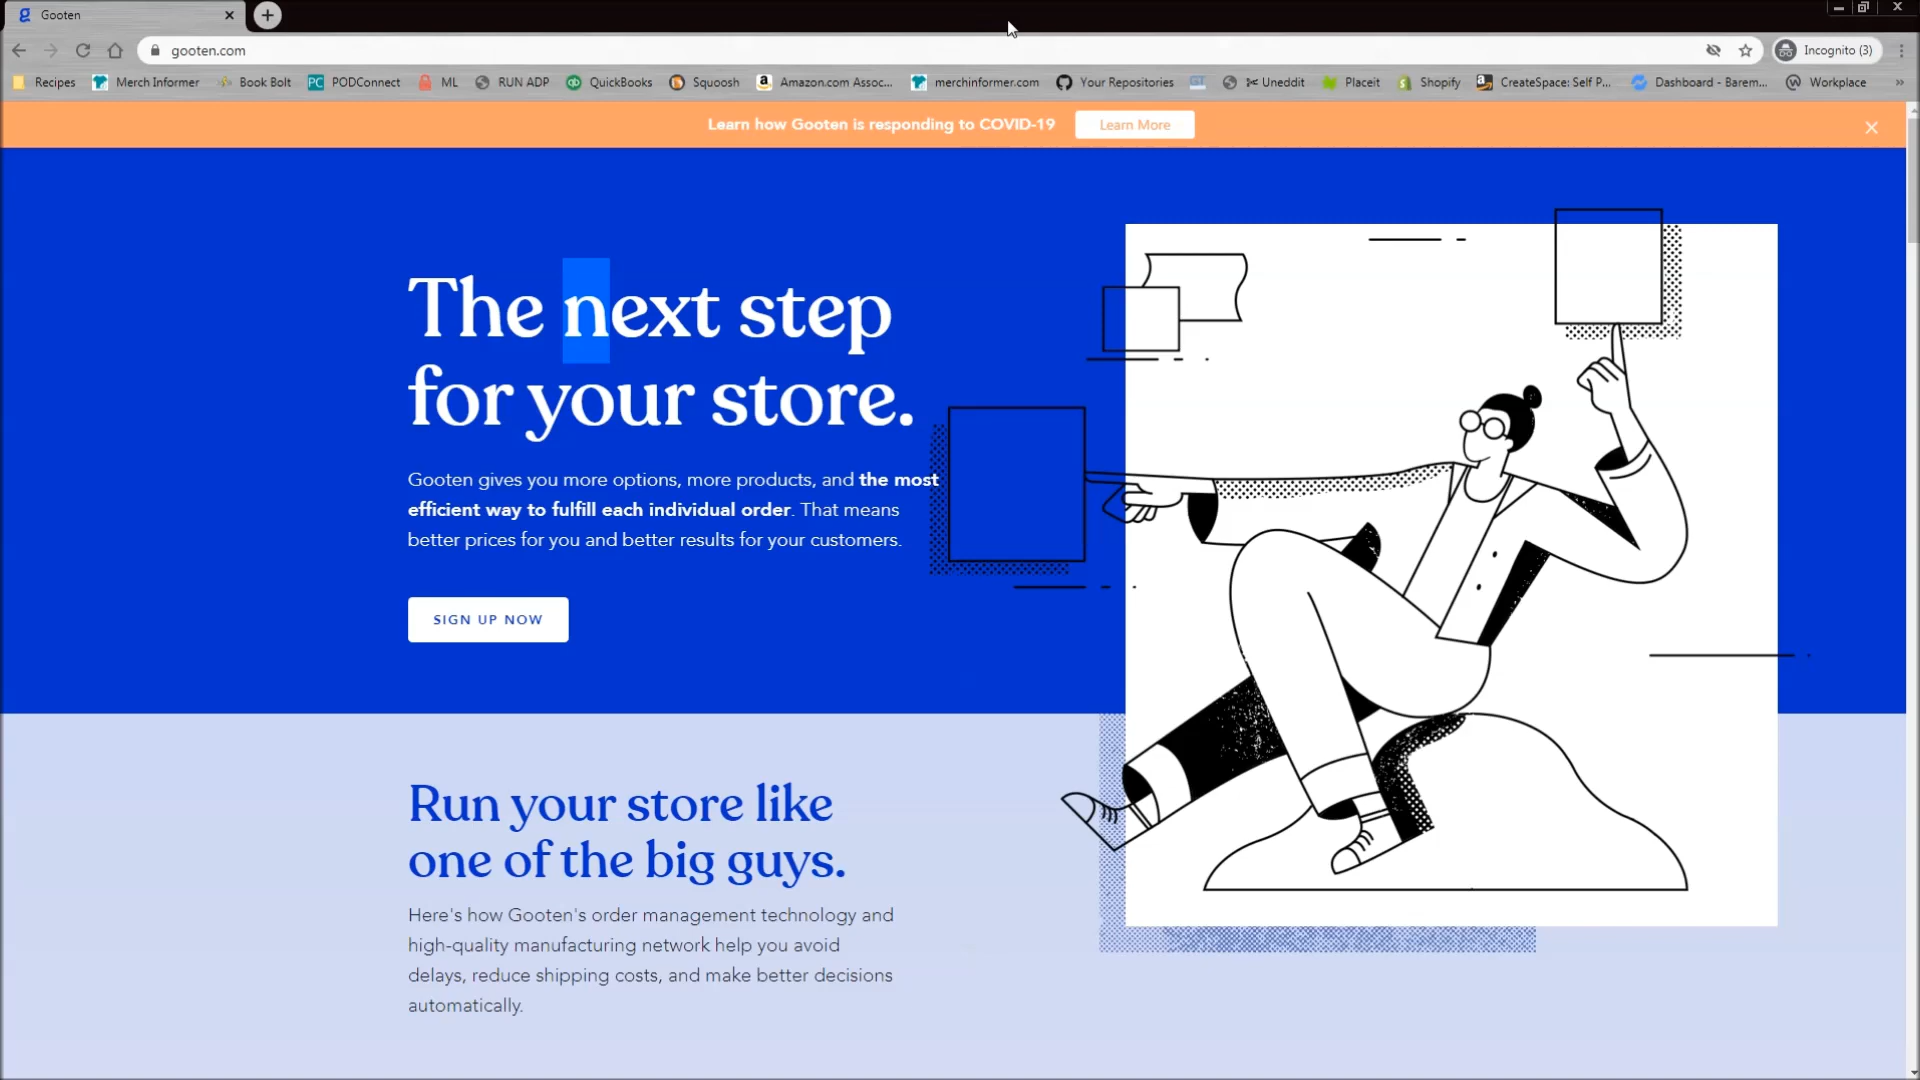 Gooten
gooten.com
Incognito (3)
Recipes
Merch Informer
Book Bolt
PC PODConnect
ML
RUN ADP
QuickBooks
Squoosh
Amazon.com Assoc...
merchinformer.com
Your Repositories
GT
Uneddit
Placeit
Shopify
CreateSpace: Self P...
Dashboard - Barem...
Workplace
Learn how Gooten is responding to COVID-19
Learn More
The next step
for your store.
Gooten gives you more options, more products, and the most
efficient way to fulfill each individual order. That means
better prices for you and better results for your customers.
SIGN UP NOW
Run your store like
one of the big guys.
Here's how Gooten's order management technology and
high-quality manufacturing network help you avoid
delays, reduce shipping costs, and make better decisions
automatically.